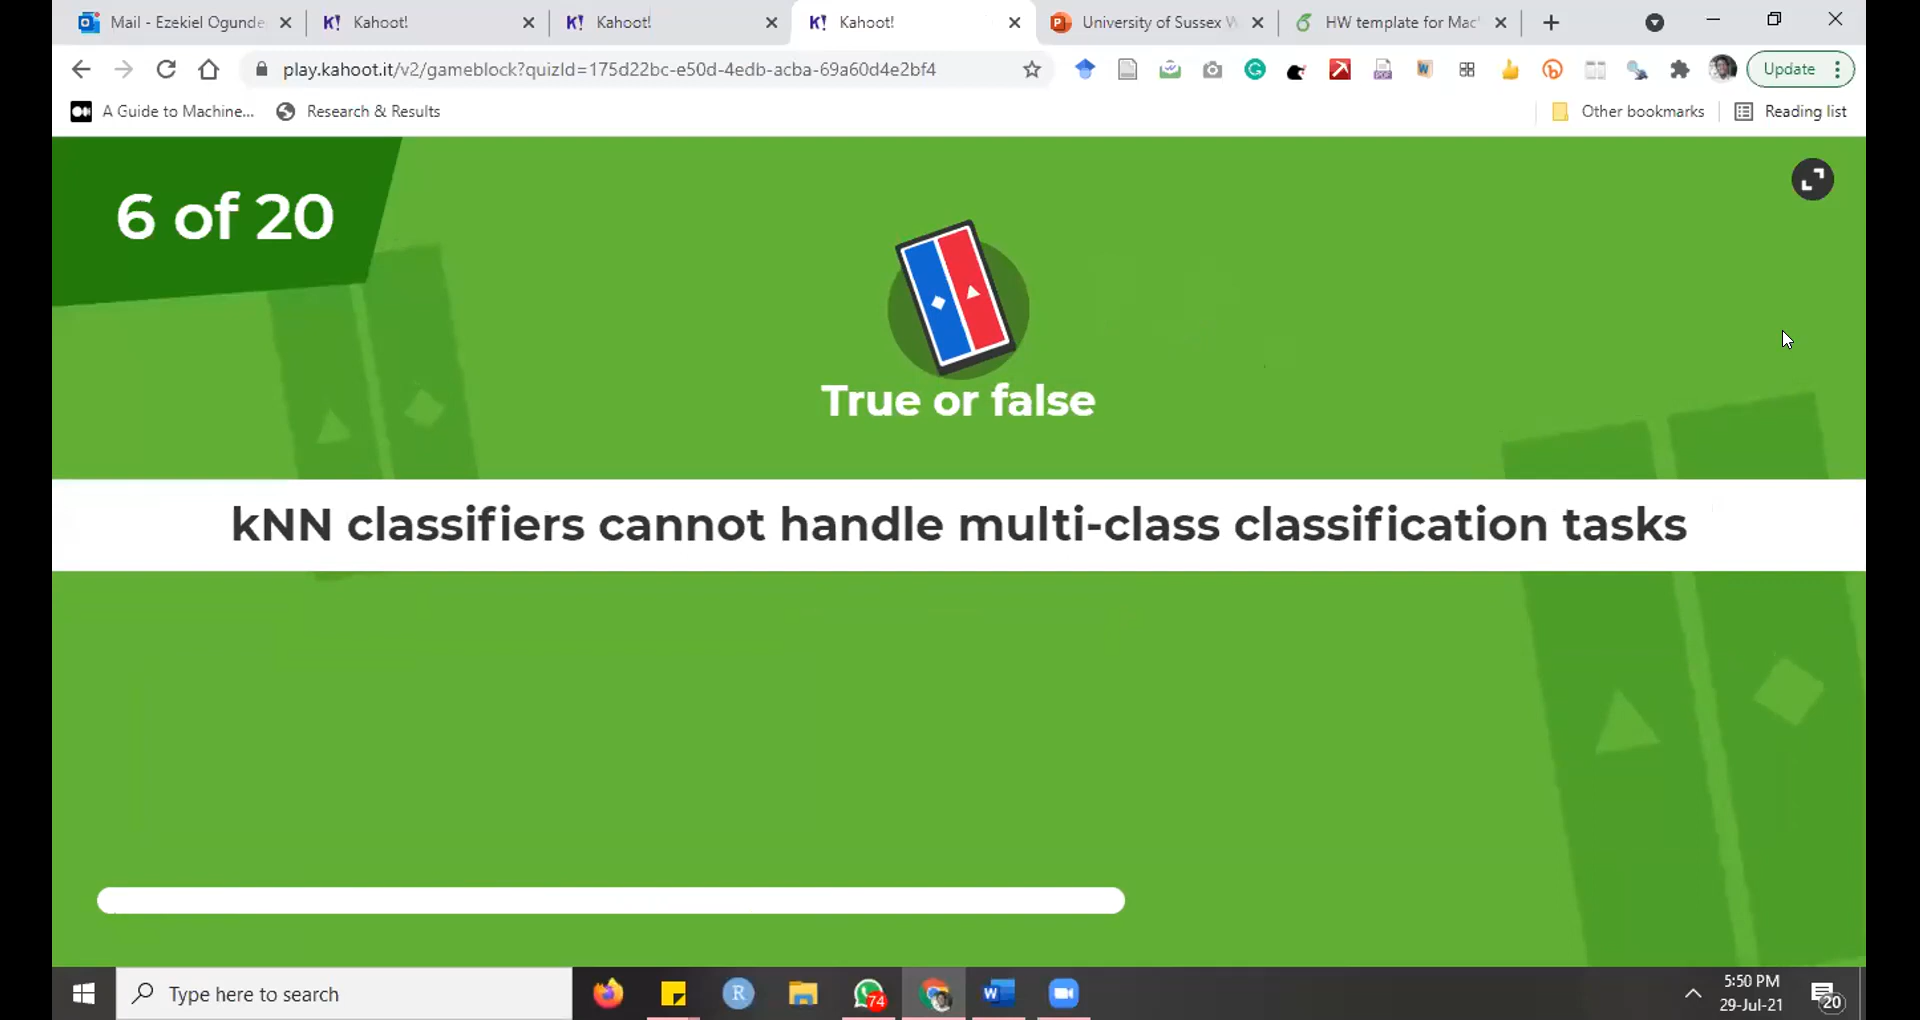 Mail - Ezekiel Ogunde
K! Kahoot!
K! Kahoot!
K! Kahoot!
University of Sussex W
HW template for Mac
play.kahoot.it/v2/gameblock?quizId=175d22bc-e50d-4edb-acba-69a60d4e2bf4
Update
A Guide to Machine...
Research & Results
Other bookmarks
Reading list
6 of 20
True or false
kNN classifiers cannot handle multi-class classification tasks
Type here to search
74
5:50 PM
29-Jul-21
20